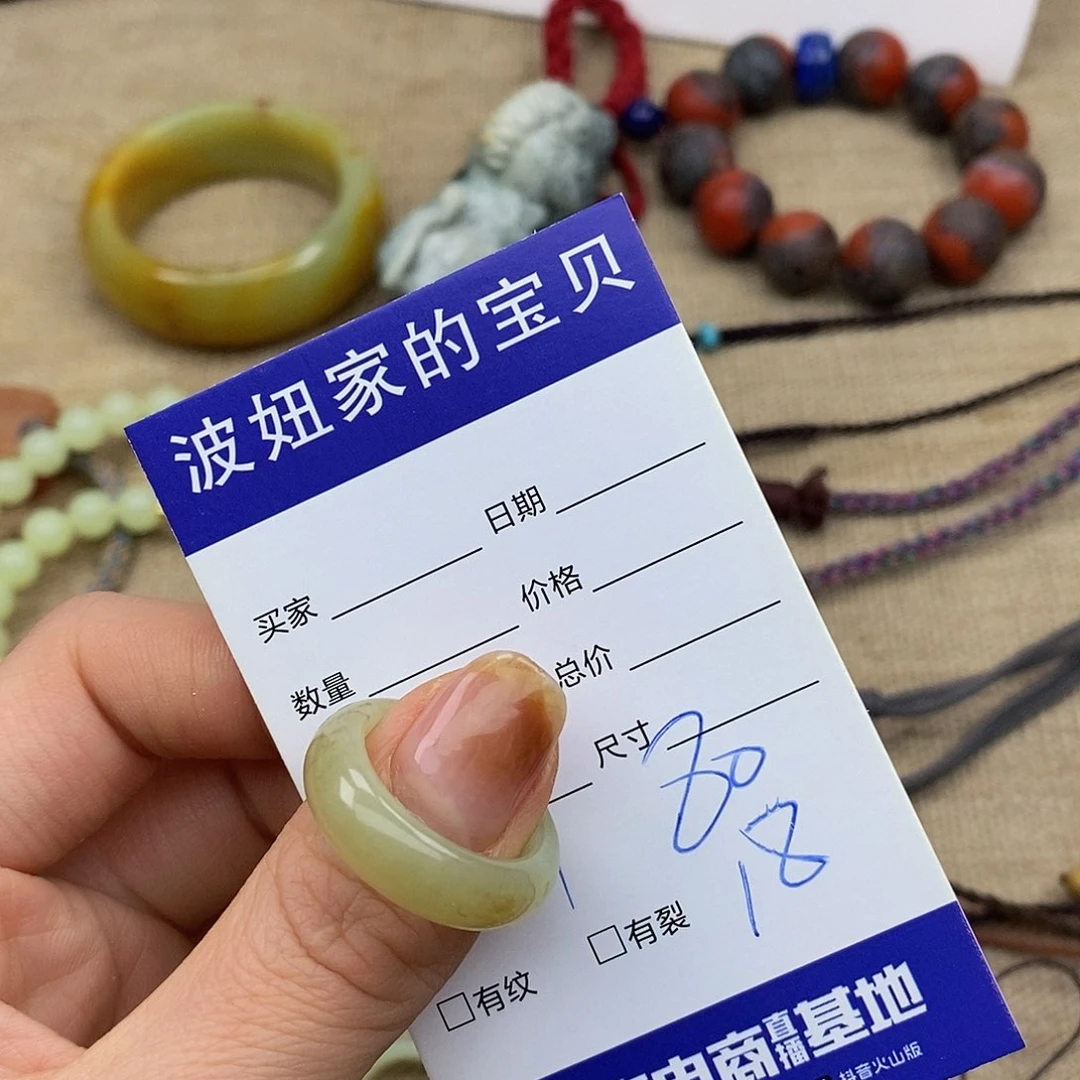 波妞家的宝贝
买家 日期
数量 价格
总价
尺寸
80
18
有纹 有裂
电商直播基地
抖音火山版